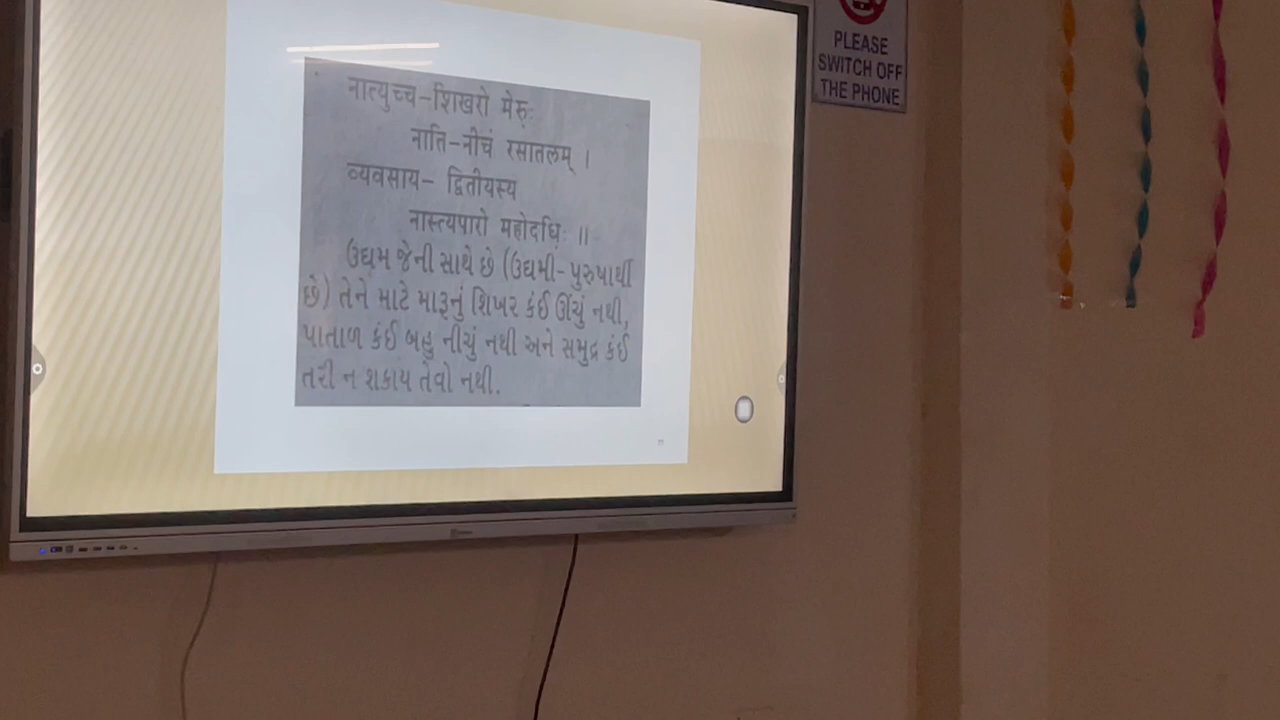 नात्युच्च-शिखरो मेरुः
नाति-नीचं रसातलम् ।
व्यवसाय- द्वितीयस्य
नास्त्यपारो महोदधिः ॥
ઉદ્યમ જેની સાથે છે (ઉદ્યમી- પુરુષાર્થી
છે) તેને માટે મારૂનું શિખર કંઈ ઊંચું નથી,
પાતાળ કંઈ બહુ નીચું નથી અને સમુદ્ર કંઈ
તરી ન શકાય તેવો નથી.
PLEASE
SWITCH OFF
THE PHONE